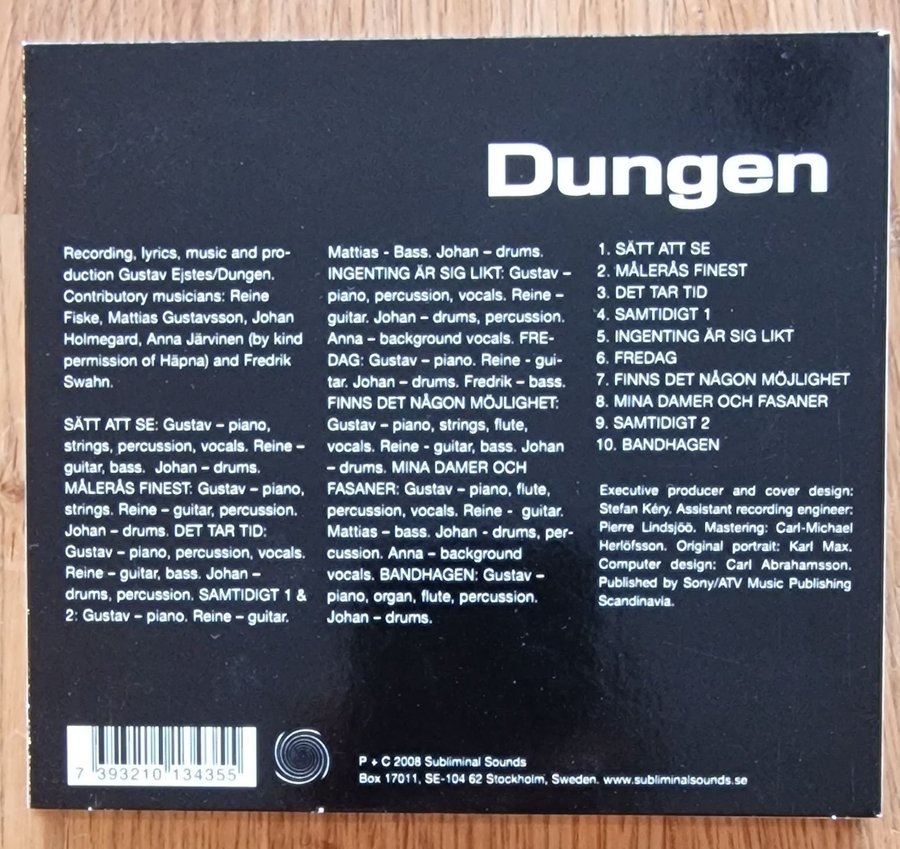 Dungen
Recording, lyrics, music and pro-
duction Gustav Ejstes/Dungen.
Contributory musicians: Reine
Fiske, Mattias Gustavsson, Johan
Holmegard, Anna Järvinen (by kind
permission of Häpna) and Fredrik
Swahn.
SÄTT ATT SE: Gustav – piano,
strings, percussion, vocals. Reine –
guitar, bass. Johan – drums.
MÅLERÅS FINEST: Gustav – piano,
strings. Reine – guitar, percussion.
Johan – drums. DET TAR TID:
Gustav – piano, percussion, vocals.
Reine – guitar, bass. Johan –
drums, percussion. SAMTIDIGT 1 &
2: Gustav – piano. Reine – guitar.
Mattias - Bass. Johan – drums.
INGENTING ÄR SIG LIKT: Gustav –
piano, percussion, vocals. Reine –
guitar. Johan – drums, percussion.
Anna – background vocals. FRE-
DAG: Gustav – piano. Reine - gui-
tar. Johan – drums. Fredrik – bass.
FINNS DET NÅGON MÖJLIGHET:
Gustav – piano, strings, flute,
vocals. Reine - guitar, bass. Johan
– drums. MINA DAMER OCH
FASANER: Gustav – piano, flute,
percussion, vocals. Reine - guitar.
Mattias – bass. Johan - drums, per-
cussion. Anna – background
vocals. BANDHAGEN: Gustav –
piano, organ, flute, percussion.
Johan – drums.
1. SÄTT ATT SE
2. MÅLERÅS FINEST
3. DET TAR TID
4. SAMTIDIGT 1
5. INGENTING ÄR SIG LIKT
6. FREDAG
7. FINNS DET NÅGON MÖJLIGHET
8. MINA DAMER OCH FASANER
9. SAMTIDIGT 2
10. BANDHAGEN
Executive producer and cover design:
Stefan Kéry. Assistant recording engineer:
Pierre Lindsjöö. Mastering: Carl-Michael
Herlöfsson. Original portrait: Karl Max.
Computer design: Carl Abrahamsson.
Published by Sony/ATV Music Publishing
Scandinavia.
7 393210 134355
P + C 2008 Subliminal Sounds
Box 17011, SE-104 62 Stockholm, Sweden. www.subliminalsounds.se